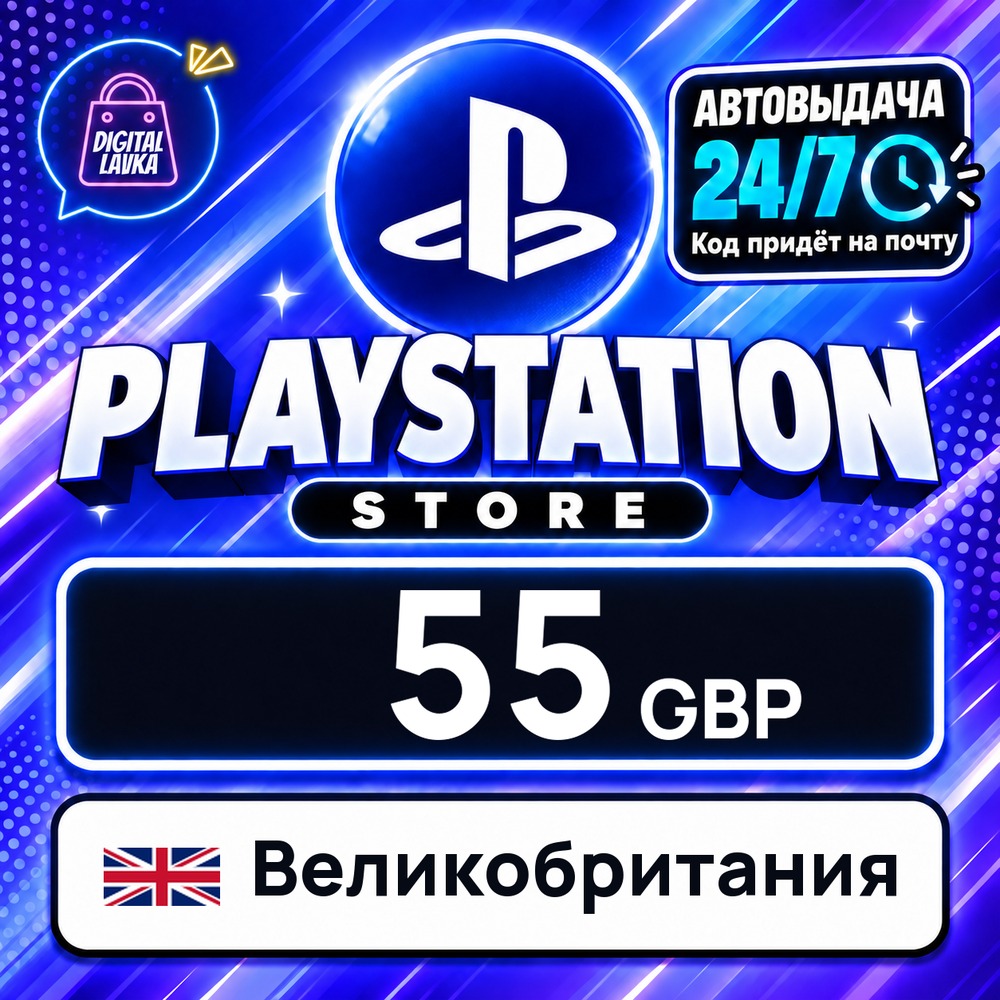 DIGITAL
LAVKA
АВТОВЫДАЧА
24/7
Код придёт на почту
PLAYSTATION
STORE
55 GBP
Великобритания